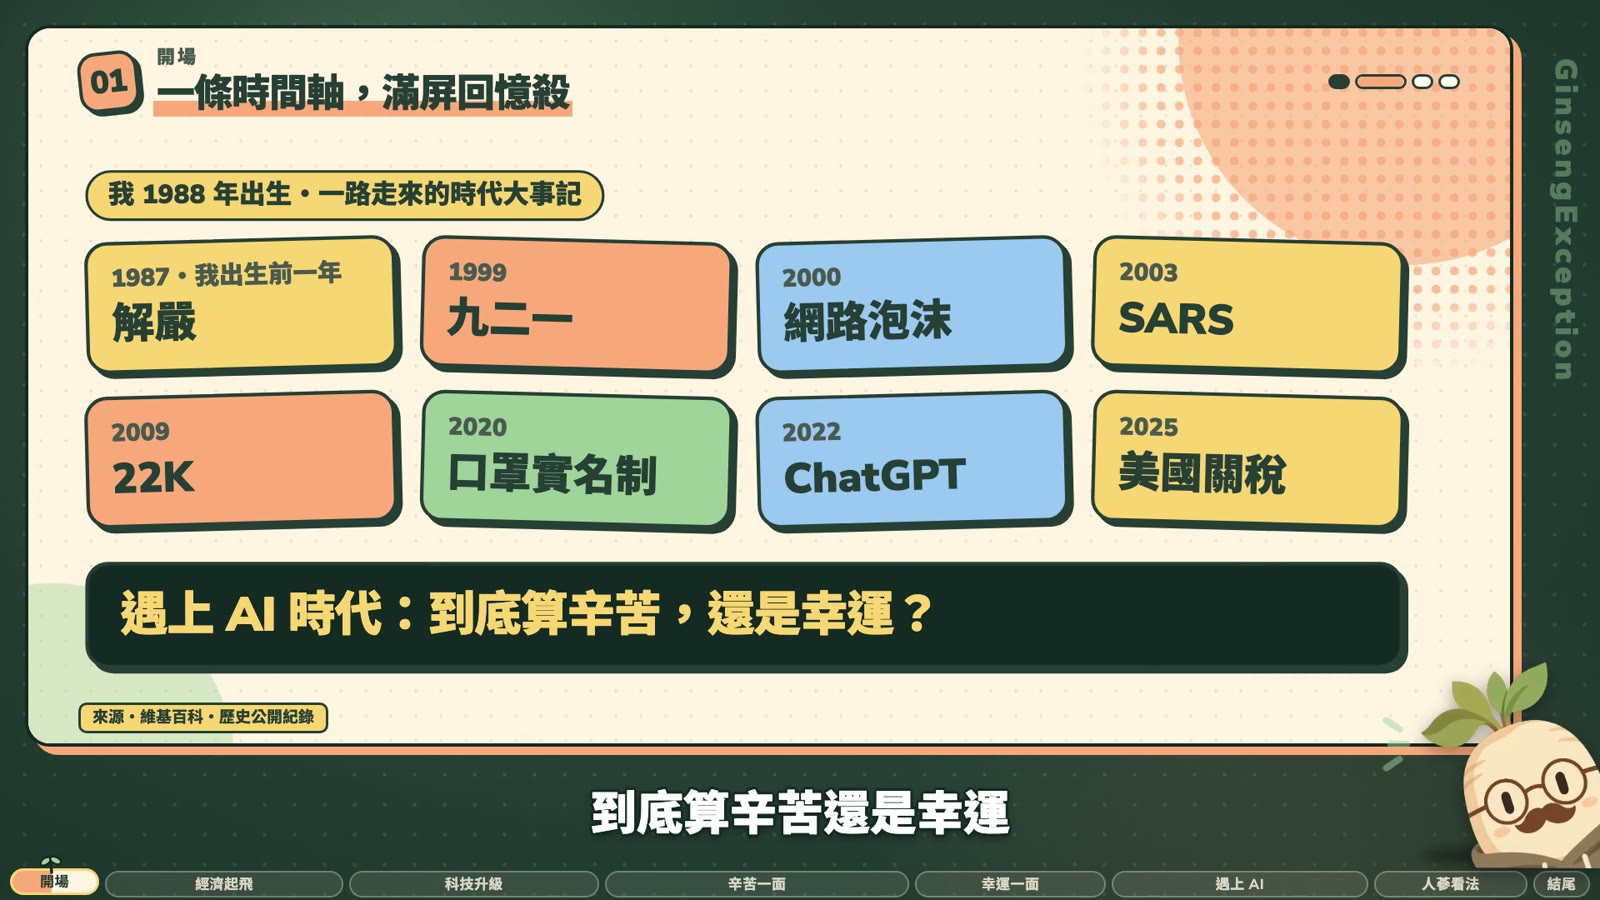 01
開場
一條時間軸，滿屏回憶殺
我 1988 年出生・一路走來的時代大事記
1987・我出生前一年
解嚴
1999
九二一
2000
網路泡沫
2003
SARS
2009
22K
2020
口罩實名制
2022
ChatGPT
2025
美國關稅
遇上 AI 時代：到底算辛苦，還是幸運？
來源・維基百科・歷史公開紀錄
GinsengException
到底算辛苦還是幸運
開場
經濟起飛
科技升級
辛苦一面
幸運一面
遇上 AI
人蔘看法
結尾